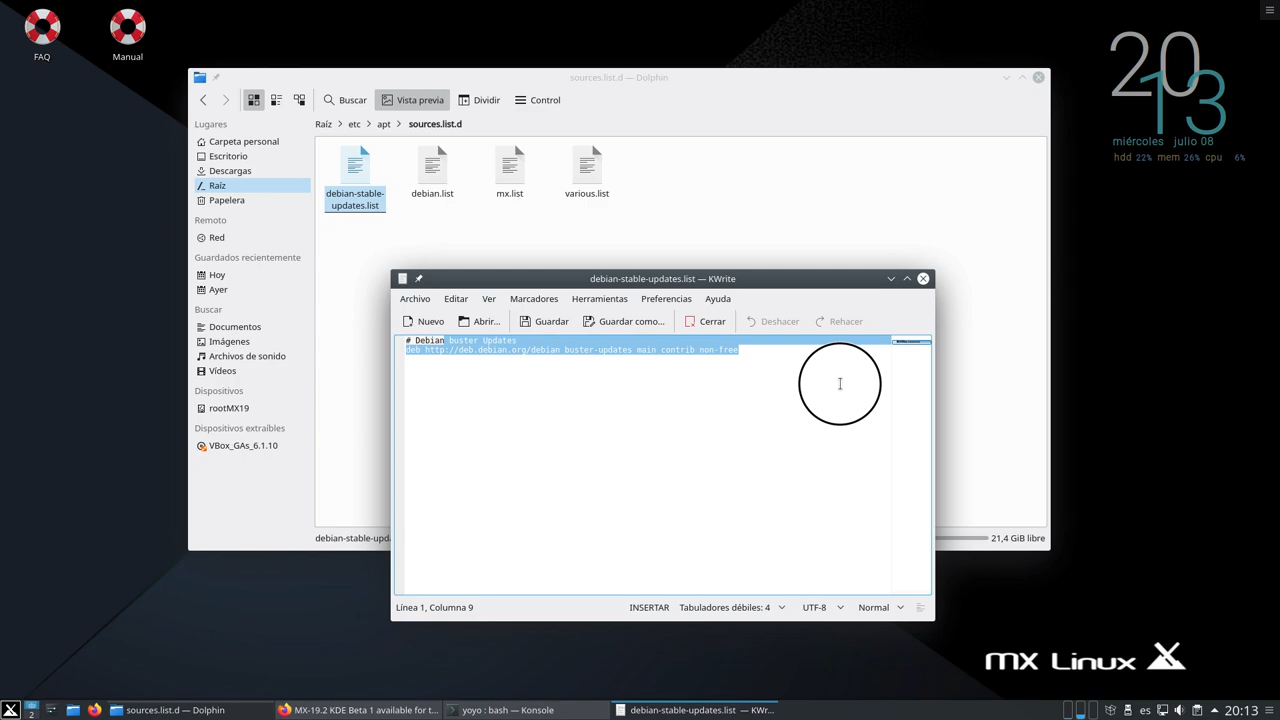 FAQ
Manual
20
13
miércoles julio 08
hdd 22% mem 26% cpu 6%
sources.list.d — Dolphin
Buscar
Vista previa
Dividir
Control
Lugares
Carpeta personal
Escritorio
Descargas
Raíz
Papelera
Remoto
Red
Guardados recientemente
Hoy
Ayer
Buscar
Documentos
Imágenes
Archivos de sonido
Vídeos
Dispositivos
rootMX19
Dispositivos extraíbles
VBox_GAs_6.1.10
Raíz > etc > apt > sources.list.d
debian-stable-
updates.list
debian.list
mx.list
various.list
debian-stable-upd
21,4 GiB libre
debian-stable-updates.list — KWrite
Archivo Editar Ver Marcadores Herramientas Preferencias Ayuda
Nuevo Abrir... Guardar Guardar como... Cerrar Deshacer Rehacer
# Debian buster Updates
deb http://deb.debian.org/debian buster-updates main contrib non-free
Línea 1, Columna 9
INSERTAR
Tabuladores débiles: 4
UTF-8
Normal
MX Linux
2
sources.list.d — Dolphin
MX-19.2 KDE Beta 1 available for t...
yoyo : bash — Konsole
debian-stable-updates.list — KWr...
es
20:13